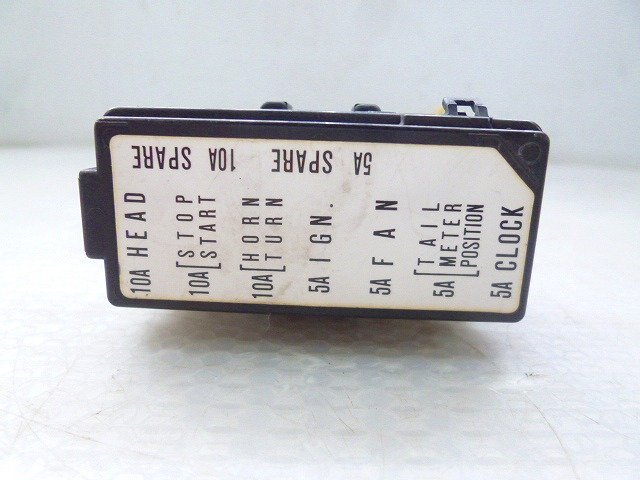 10A HEAD
10A [STOP
START
10A [HORN
TURN
5A IGN.
5A FAN
5A [TAIL
METER
POSITION
5A CLOCK
5A SPARE
10A SPARE